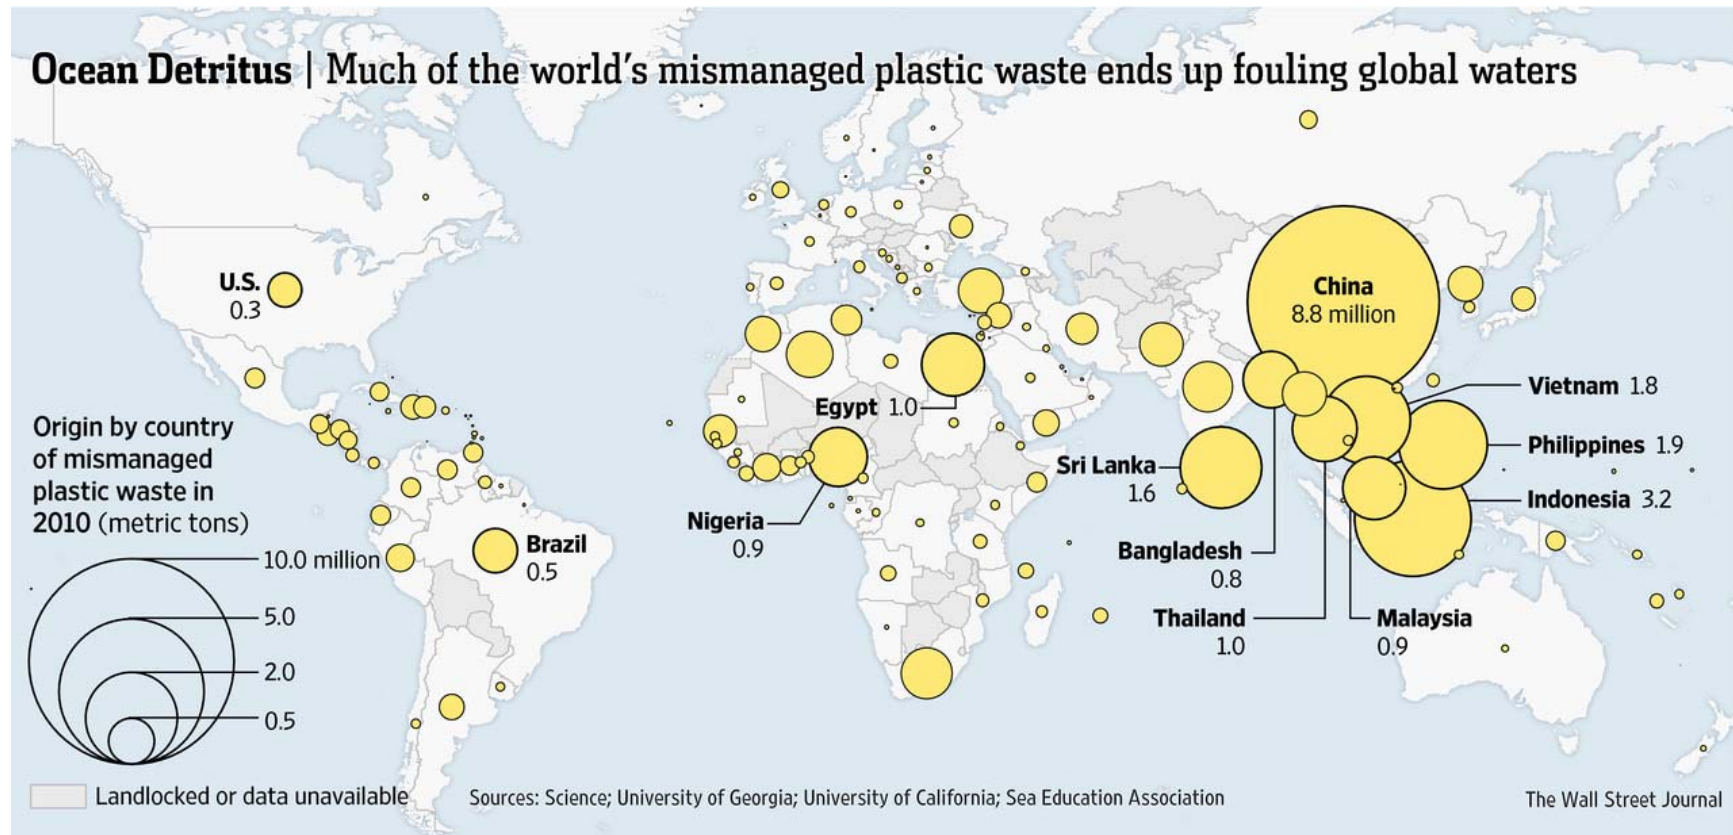 Ocean Detritus | Much of the world's mismanaged plastic waste ends up fouling global waters
U.S.
0.3
China
8.8 million
Vietnam 1.8
Egypt 1.0
Origin by country
of mismanaged
plastic waste in
2010 (metric tons)
Philippines 1.9
Sri Lanka
1.6
Indonesia 3.2
Nigeria
0.9
Brazil
0.5
Bangladesh
0.8
10.0 million
5.0
2.0
0.5
Thailand
1.0
Malaysia
0.9
Landlocked or data unavailable
Sources: Science; University of Georgia; University of California; Sea Education Association
The Wall Street Journal